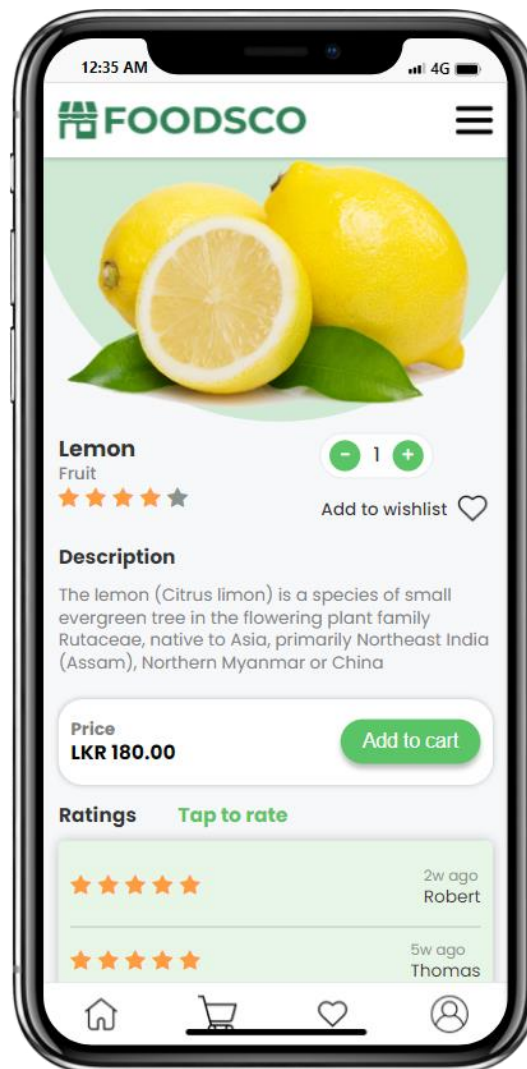 12:35 AM
4G
FOODSCO
Lemon
- 1 +
Fruit
Add to wishlist
Description
The lemon (Citrus limon) is a species of small
evergreen tree in the flowering plant family
Rutaceae, native to Asia, primarily Northeast India
(Assam), Northern Myanmar or China
Price
LKR 180.00
Add to cart
Ratings
Tap to rate
2w ago
Robert
5w ago
Thomas